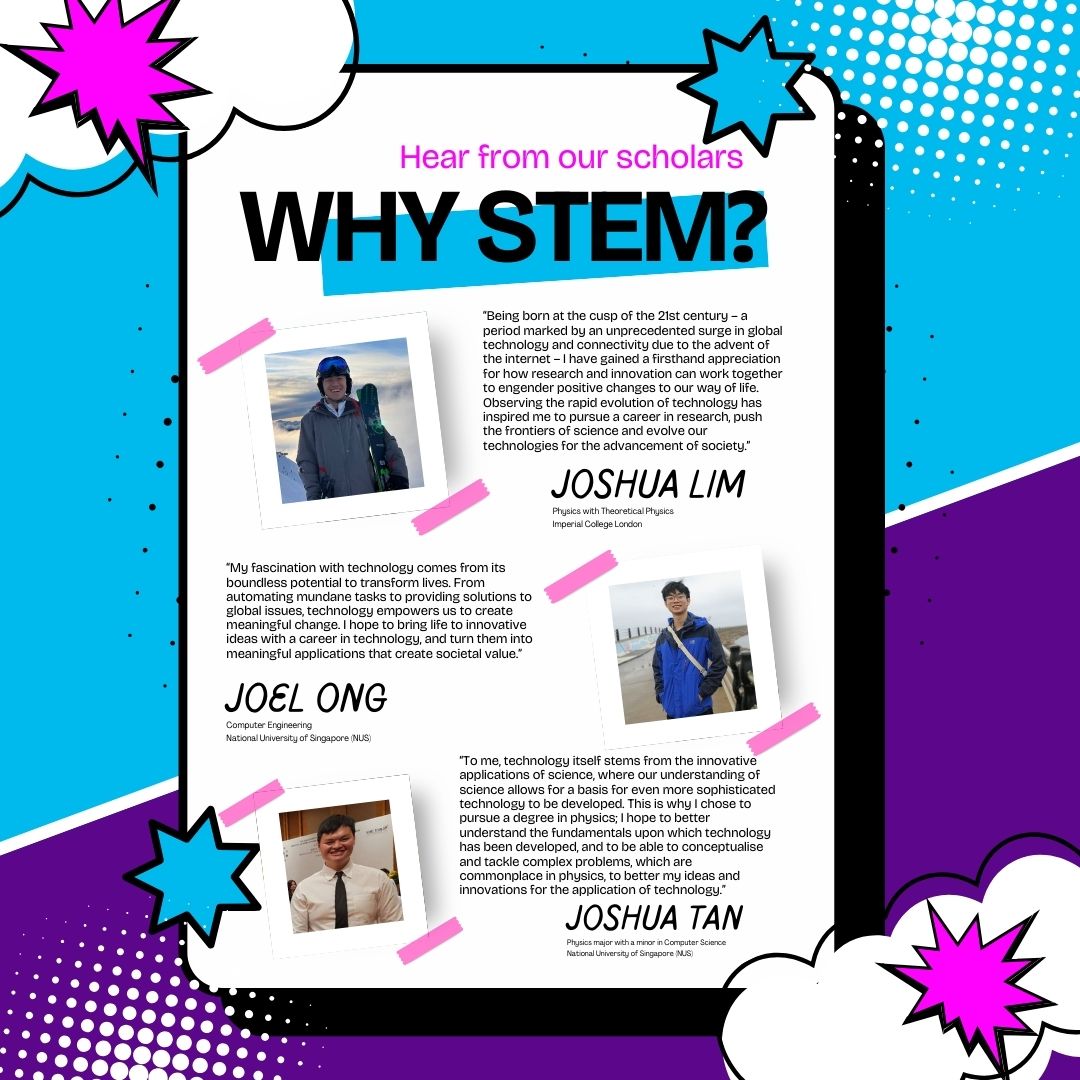 Hear from our scholars
WHY STEM?
“Being born at the cusp of the 21st century – a
period marked by an unprecedented surge in global
technology and connectivity due to the advent of
the internet – I have gained a firsthand appreciation
for how research and innovation can work together
to engender positive changes to our way of life.
Observing the rapid evolution of technology has
inspired me to pursue a career in research, push
the frontiers of science and evolve our
technologies for the advancement of society.”
JOSHUA LIM
Physics with Theoretical Physics
Imperial College London
“My fascination with technology comes from its
boundless potential to transform lives. From
automating mundane tasks to providing solutions to
global issues, technology empowers us to create
meaningful change. I hope to bring life to innovative
ideas with a career in technology, and turn them into
meaningful applications that create societal value.”
JOEL ONG
Computer Engineering
National University of Singapore (NUS)
“To me, technology itself stems from the innovative
applications of science, where our understanding of
science allows for a basis for even more sophisticated
technology to be developed. This is why I chose to
pursue a degree in physics; I hope to better
understand the fundamentals upon which technology
has been developed, and to be able to conceptualise
and tackle complex problems, which are
commonplace in physics, to better my ideas and
innovations for the application of technology.”
JOSHUA TAN
Physics major with a minor in Computer Science
National University of Singapore (NUS)